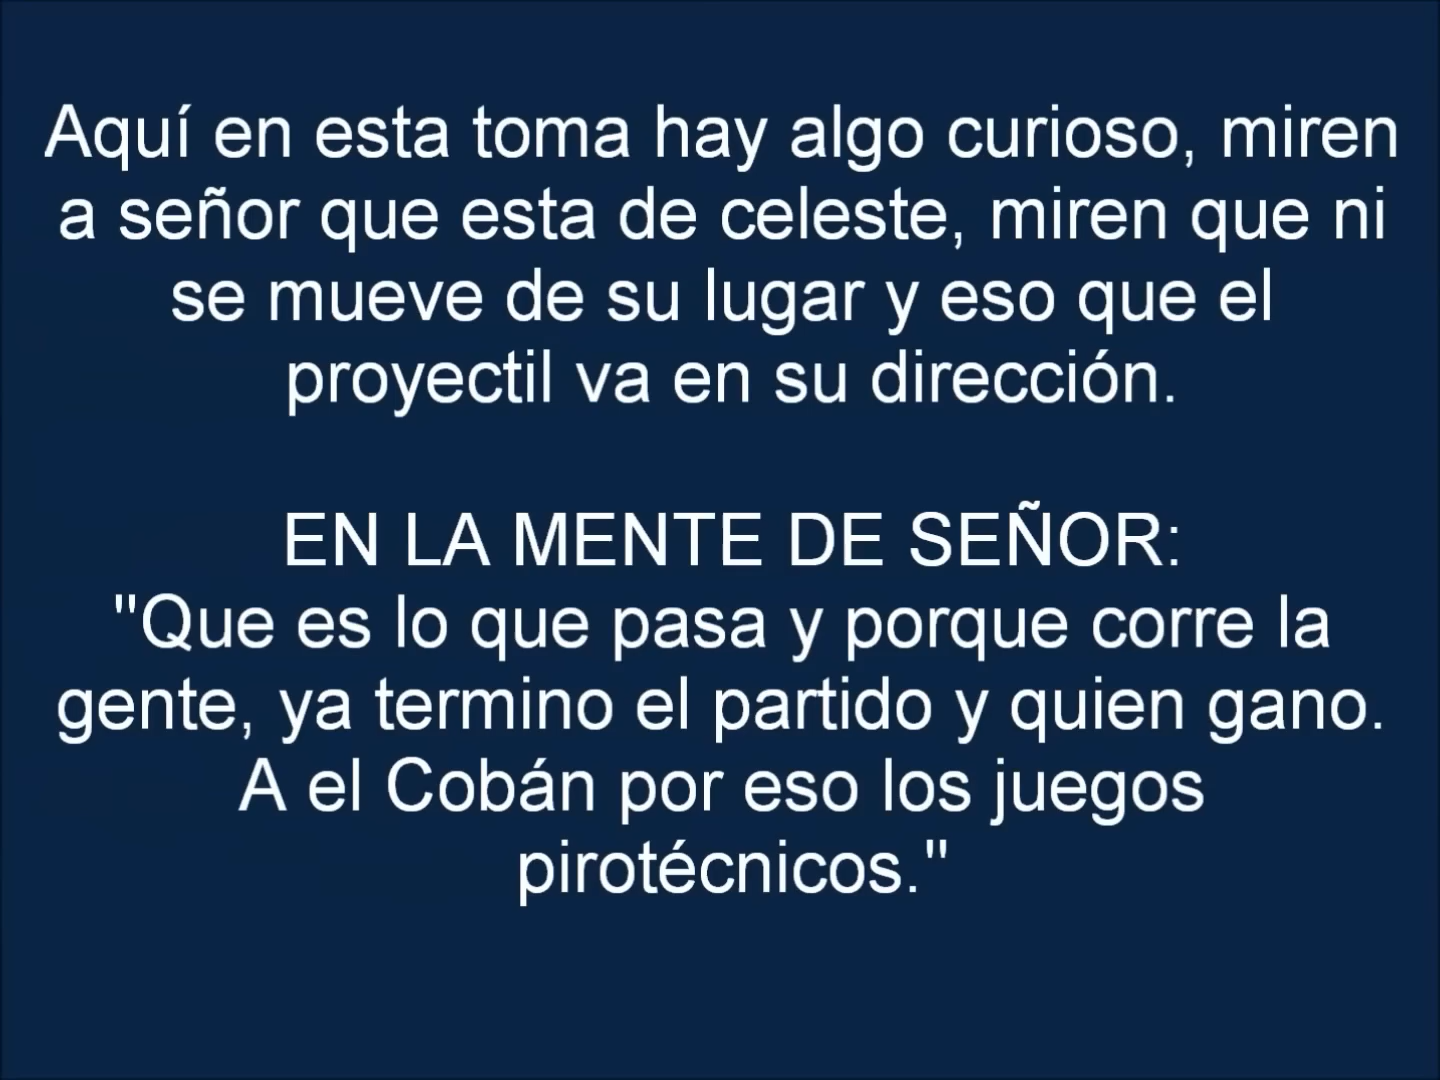 Aquí en esta toma hay algo curioso, miren
a señor que esta de celeste, miren que ni
se mueve de su lugar y eso que el
proyectil va en su dirección.
EN LA MENTE DE SEÑOR:
"Que es lo que pasa y porque corre la
gente, ya termino el partido y quien gano.
A el Cobán por eso los juegos
pirotécnicos."